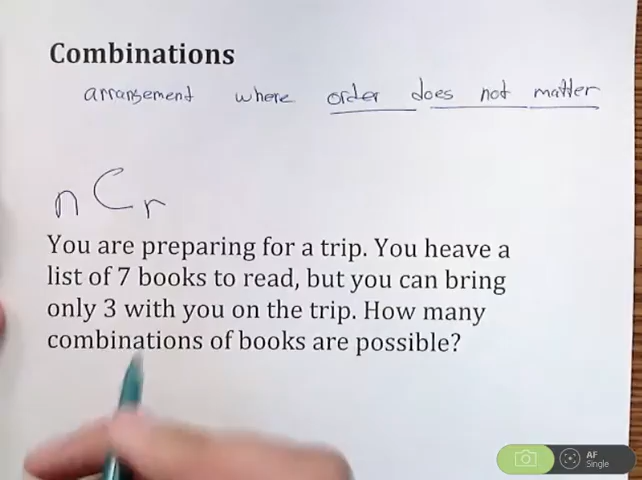 Combinations
arrangement where order does not matter
nCr
You are preparing for a trip. You heave a
list of 7 books to read, but you can bring
only 3 with you on the trip. How many
combinations of books are possible?
AF
Single